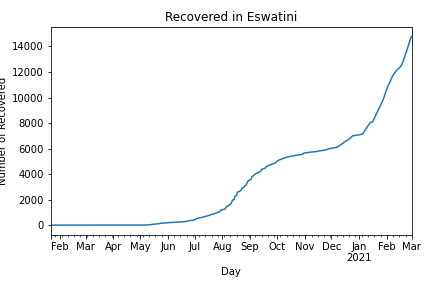 Recovered in Eswatini
Number of Recovered
14000
12000
10000
8000
6000
4000
2000
0
Feb Mar Apr May Jun Jul Aug Sep Oct Nov Dec Jan Feb Mar
2021
Day